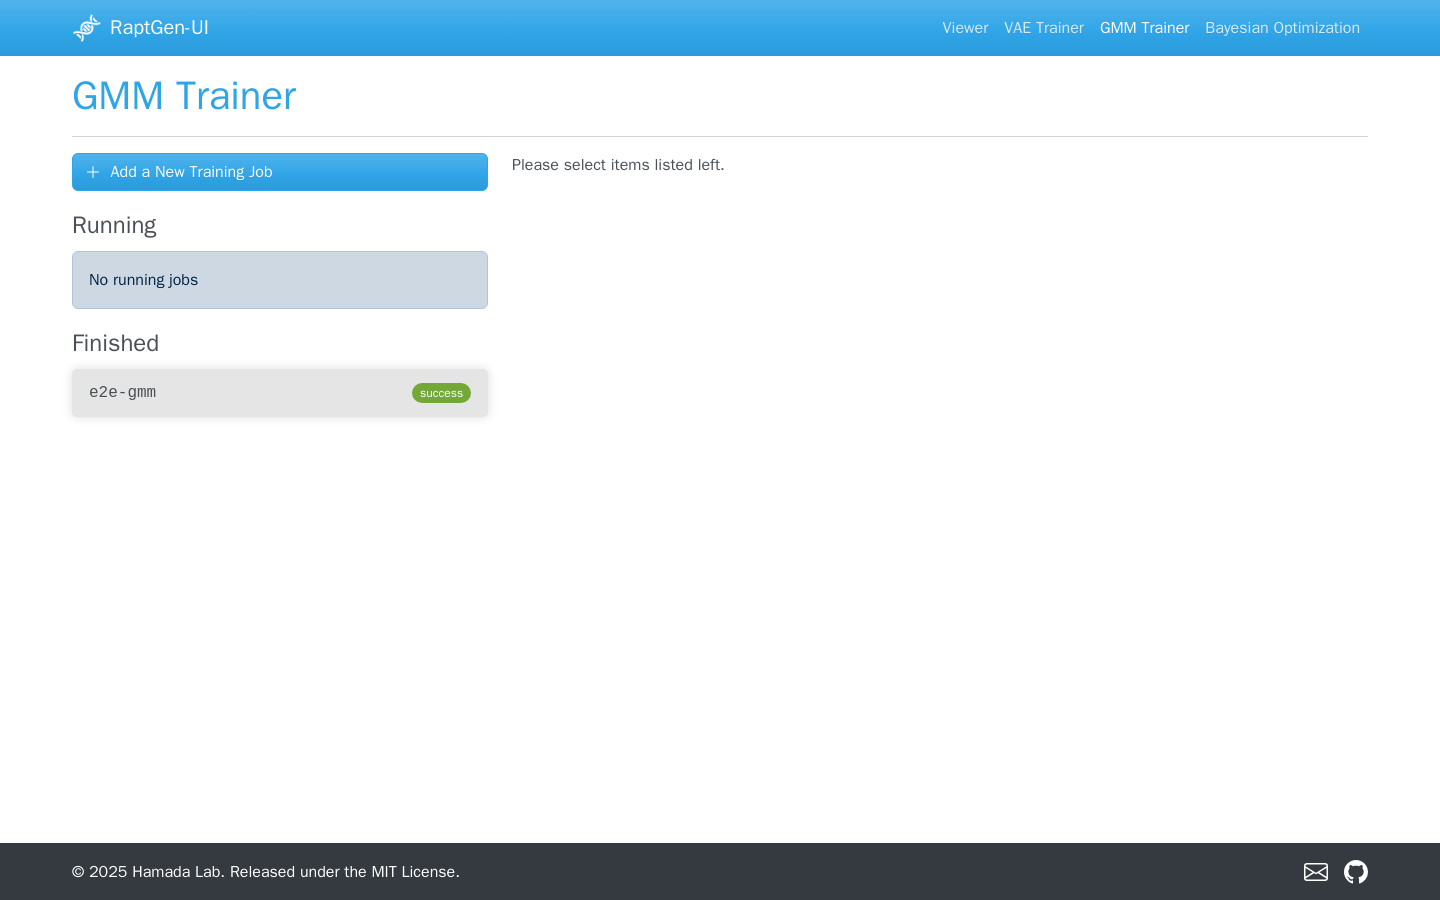 RaptGen-UI
Viewer VAE Trainer GMM Trainer Bayesian Optimization
GMM Trainer
Add a New Training Job
Please select items listed left.
Running
No running jobs
Finished
e2e-gmm success
© 2025 Hamada Lab. Released under the MIT License.